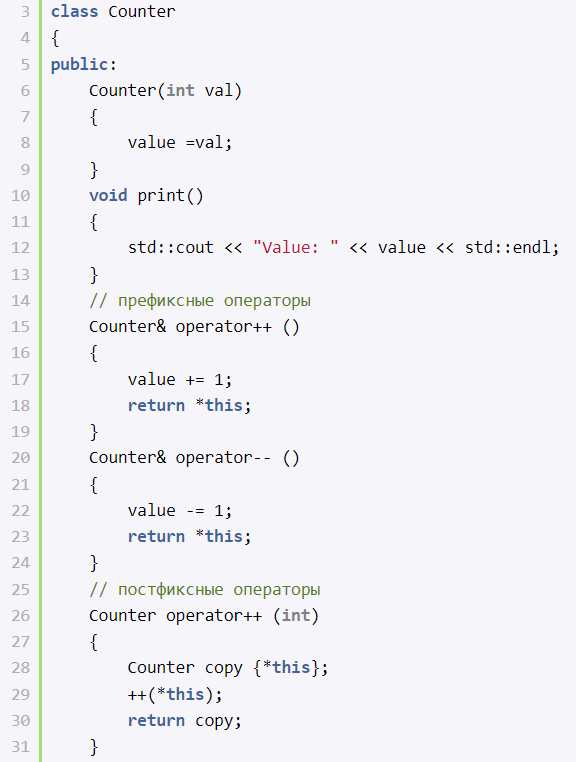 3 class Counter
4 {
5 public:
6     Counter(int val)
7     {
8         value =val;
9     }
10     void print()
11     {
12         std::cout << "Value: " << value << std::endl;
13     }
14     // префиксные операторы
15     Counter& operator++ ()
16     {
17         value += 1;
18         return *this;
19     }
20     Counter& operator-- ()
21     {
22         value -= 1;
23         return *this;
24     }
25     // постфиксные операторы
26     Counter operator++ (int)
27     {
28         Counter copy {*this};
29         ++(*this);
30         return copy;
31     }